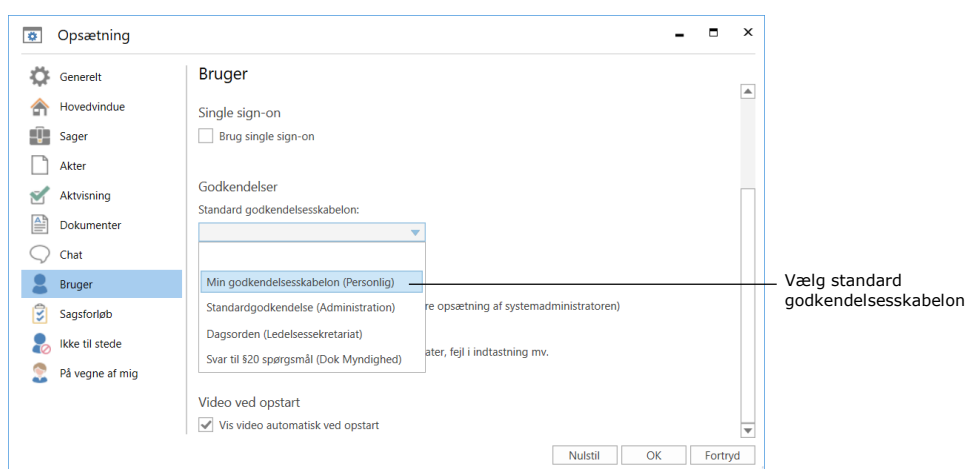 Opsætning
Generelt
Hovedvindue
Sager
Akter
Aktvisning
Dokumenter
Chat
Bruger
Sagsforløb
Ikke til stede
På vegne af mig
Bruger
Single sign-on
Brug single sign-on
Godkendelser
Standard godkendelsesskabelon:
Min godkendelsesskabelon (Personlig)
Standardgodkendelse (Administration)
re opsætning af systemadministratoren)
Dagsorden (Ledelsessekretariat)
Svar til §20 spørgsmål (Dok Myndighed)
ater, fejl i indtastning mv.
Video ved opstart
Vis video automatisk ved opstart
Nulstil
OK
Fortryd
Vælg standard
godkendelsesskabelon